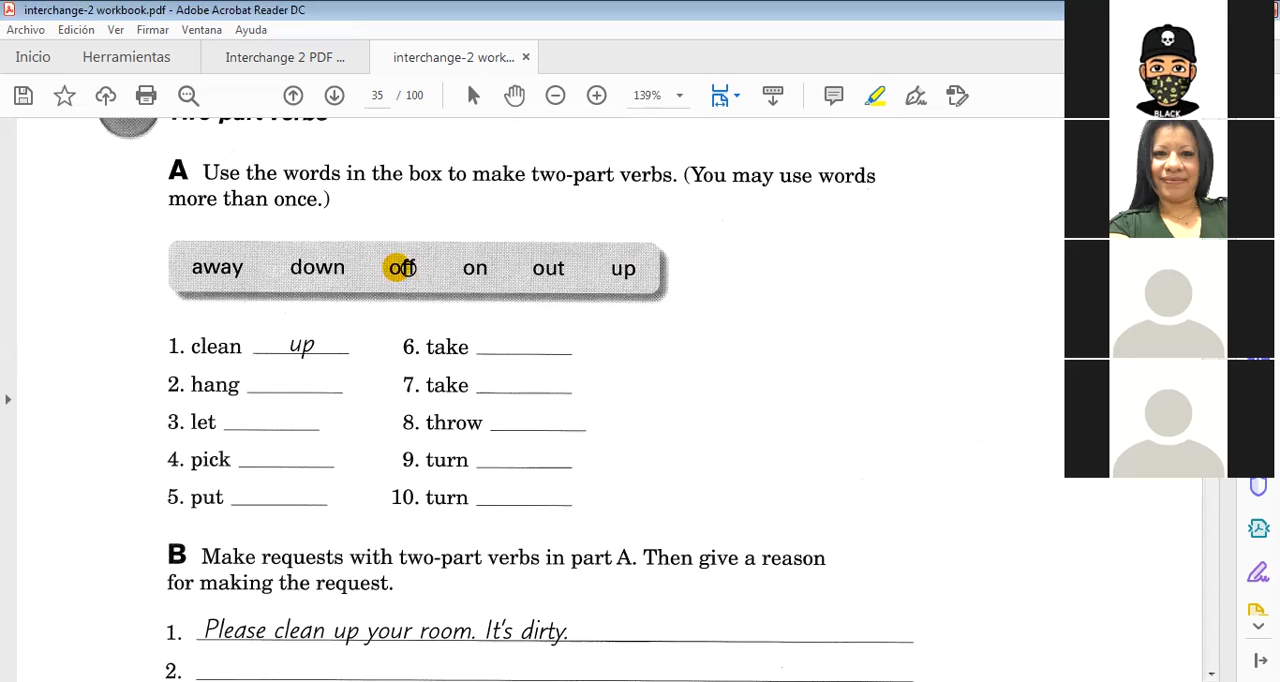 interchange-2 workbook.pdf - Adobe Acrobat Reader DC
Archivo Edición Ver Firmar Ventana Ayuda
Inicio Herramientas Interchange 2 PDF ... interchange-2 work... ×
35 / 100 139%
Two-part verbs
A Use the words in the box to make two-part verbs. (You may use words
more than once.)
away down off on out up
1. clean up 6. take
2. hang 7. take
3. let 8. throw
4. pick 9. turn
5. put 10. turn
B Make requests with two-part verbs in part A. Then give a reason
for making the request.
1. Please clean up your room. It's dirty.
2.
BLACK